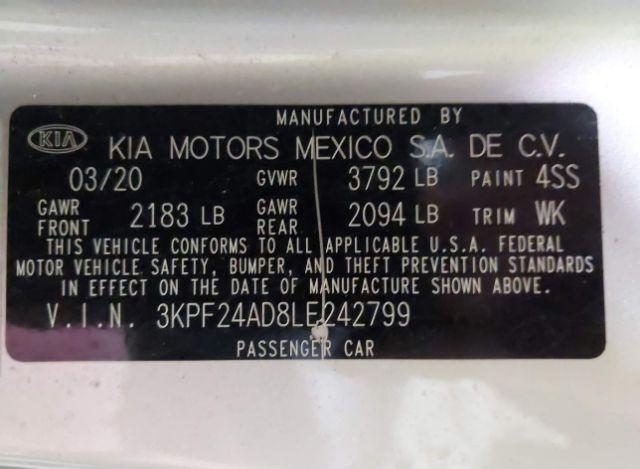 MANUFACTURED BY
KIA KIA MOTORS MEXICO S.A. DE C.V.
03/20 GVWR 3792 LB PAINT 4SS
GAWR FRONT 2183 LB GAWR REAR 2094 LB TRIM WK
THIS VEHICLE CONFORMS TO ALL APPLICABLE U.S.A. FEDERAL
MOTOR VEHICLE SAFETY, BUMPER, AND THEFT PREVENTION STANDARDS
IN EFFECT ON THE DATE OF MANUFACTURE SHOWN ABOVE.
V.I.N. 3KPF24AD8LE242799
PASSENGER CAR